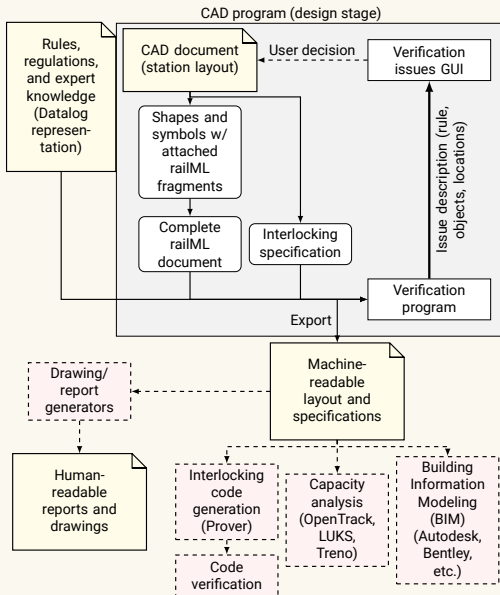 CAD program (design stage)
Rules,
regulations,
and expert
knowledge
(Datalog
represen-
tation)
CAD document
(station layout)
User decision
Verification
issues GUI
Shapes and
symbols w/
attached
railML
fragments
Issue description (rule,
objects, locations)
Complete
railML
document
Interlocking
specification
Verification
program
Export
Machine-
readable
layout and
specifications
Drawing/
report
generators
Human-
readable
reports and
drawings
Interlocking
code
generation
(Prover)
Capacity
analysis
(OpenTrack,
LUKS,
Treno)
Building
Information
Modeling
(BIM)
(Autodesk,
Bentley,
etc.)
Code
verification